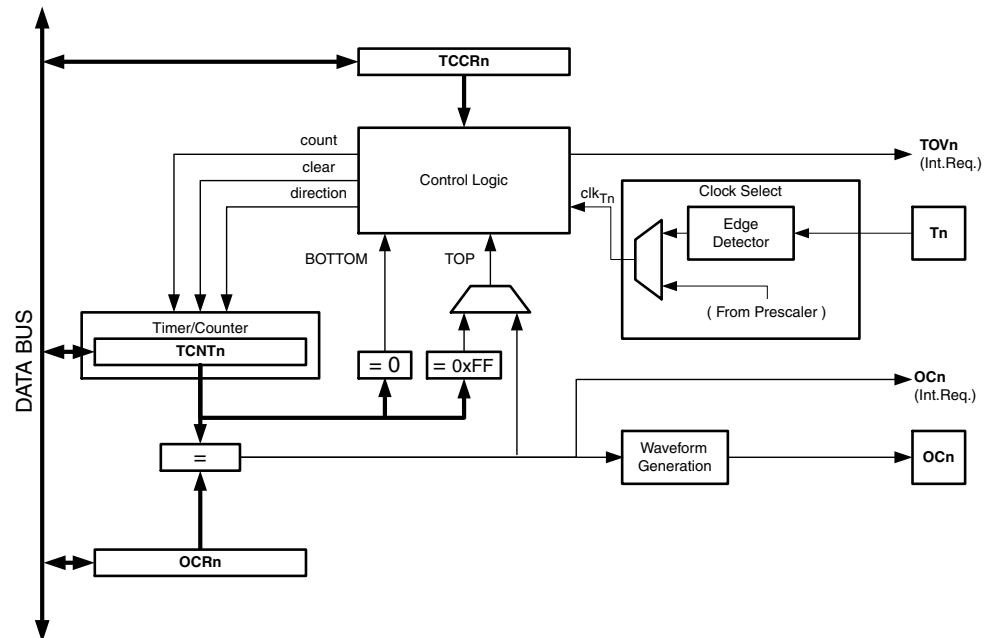 TCCRn
count
clear
direction
Control Logic
TOVn
(Int.Req.)
clkTn
Clock Select
Edge
Detector
Tn
( From Prescaler )
BOTTOM
TOP
Timer/Counter
TCNTn
= 0
= 0xFF
DATA BUS
OCn
(Int.Req.)
=
Waveform
Generation
OCn
OCRn